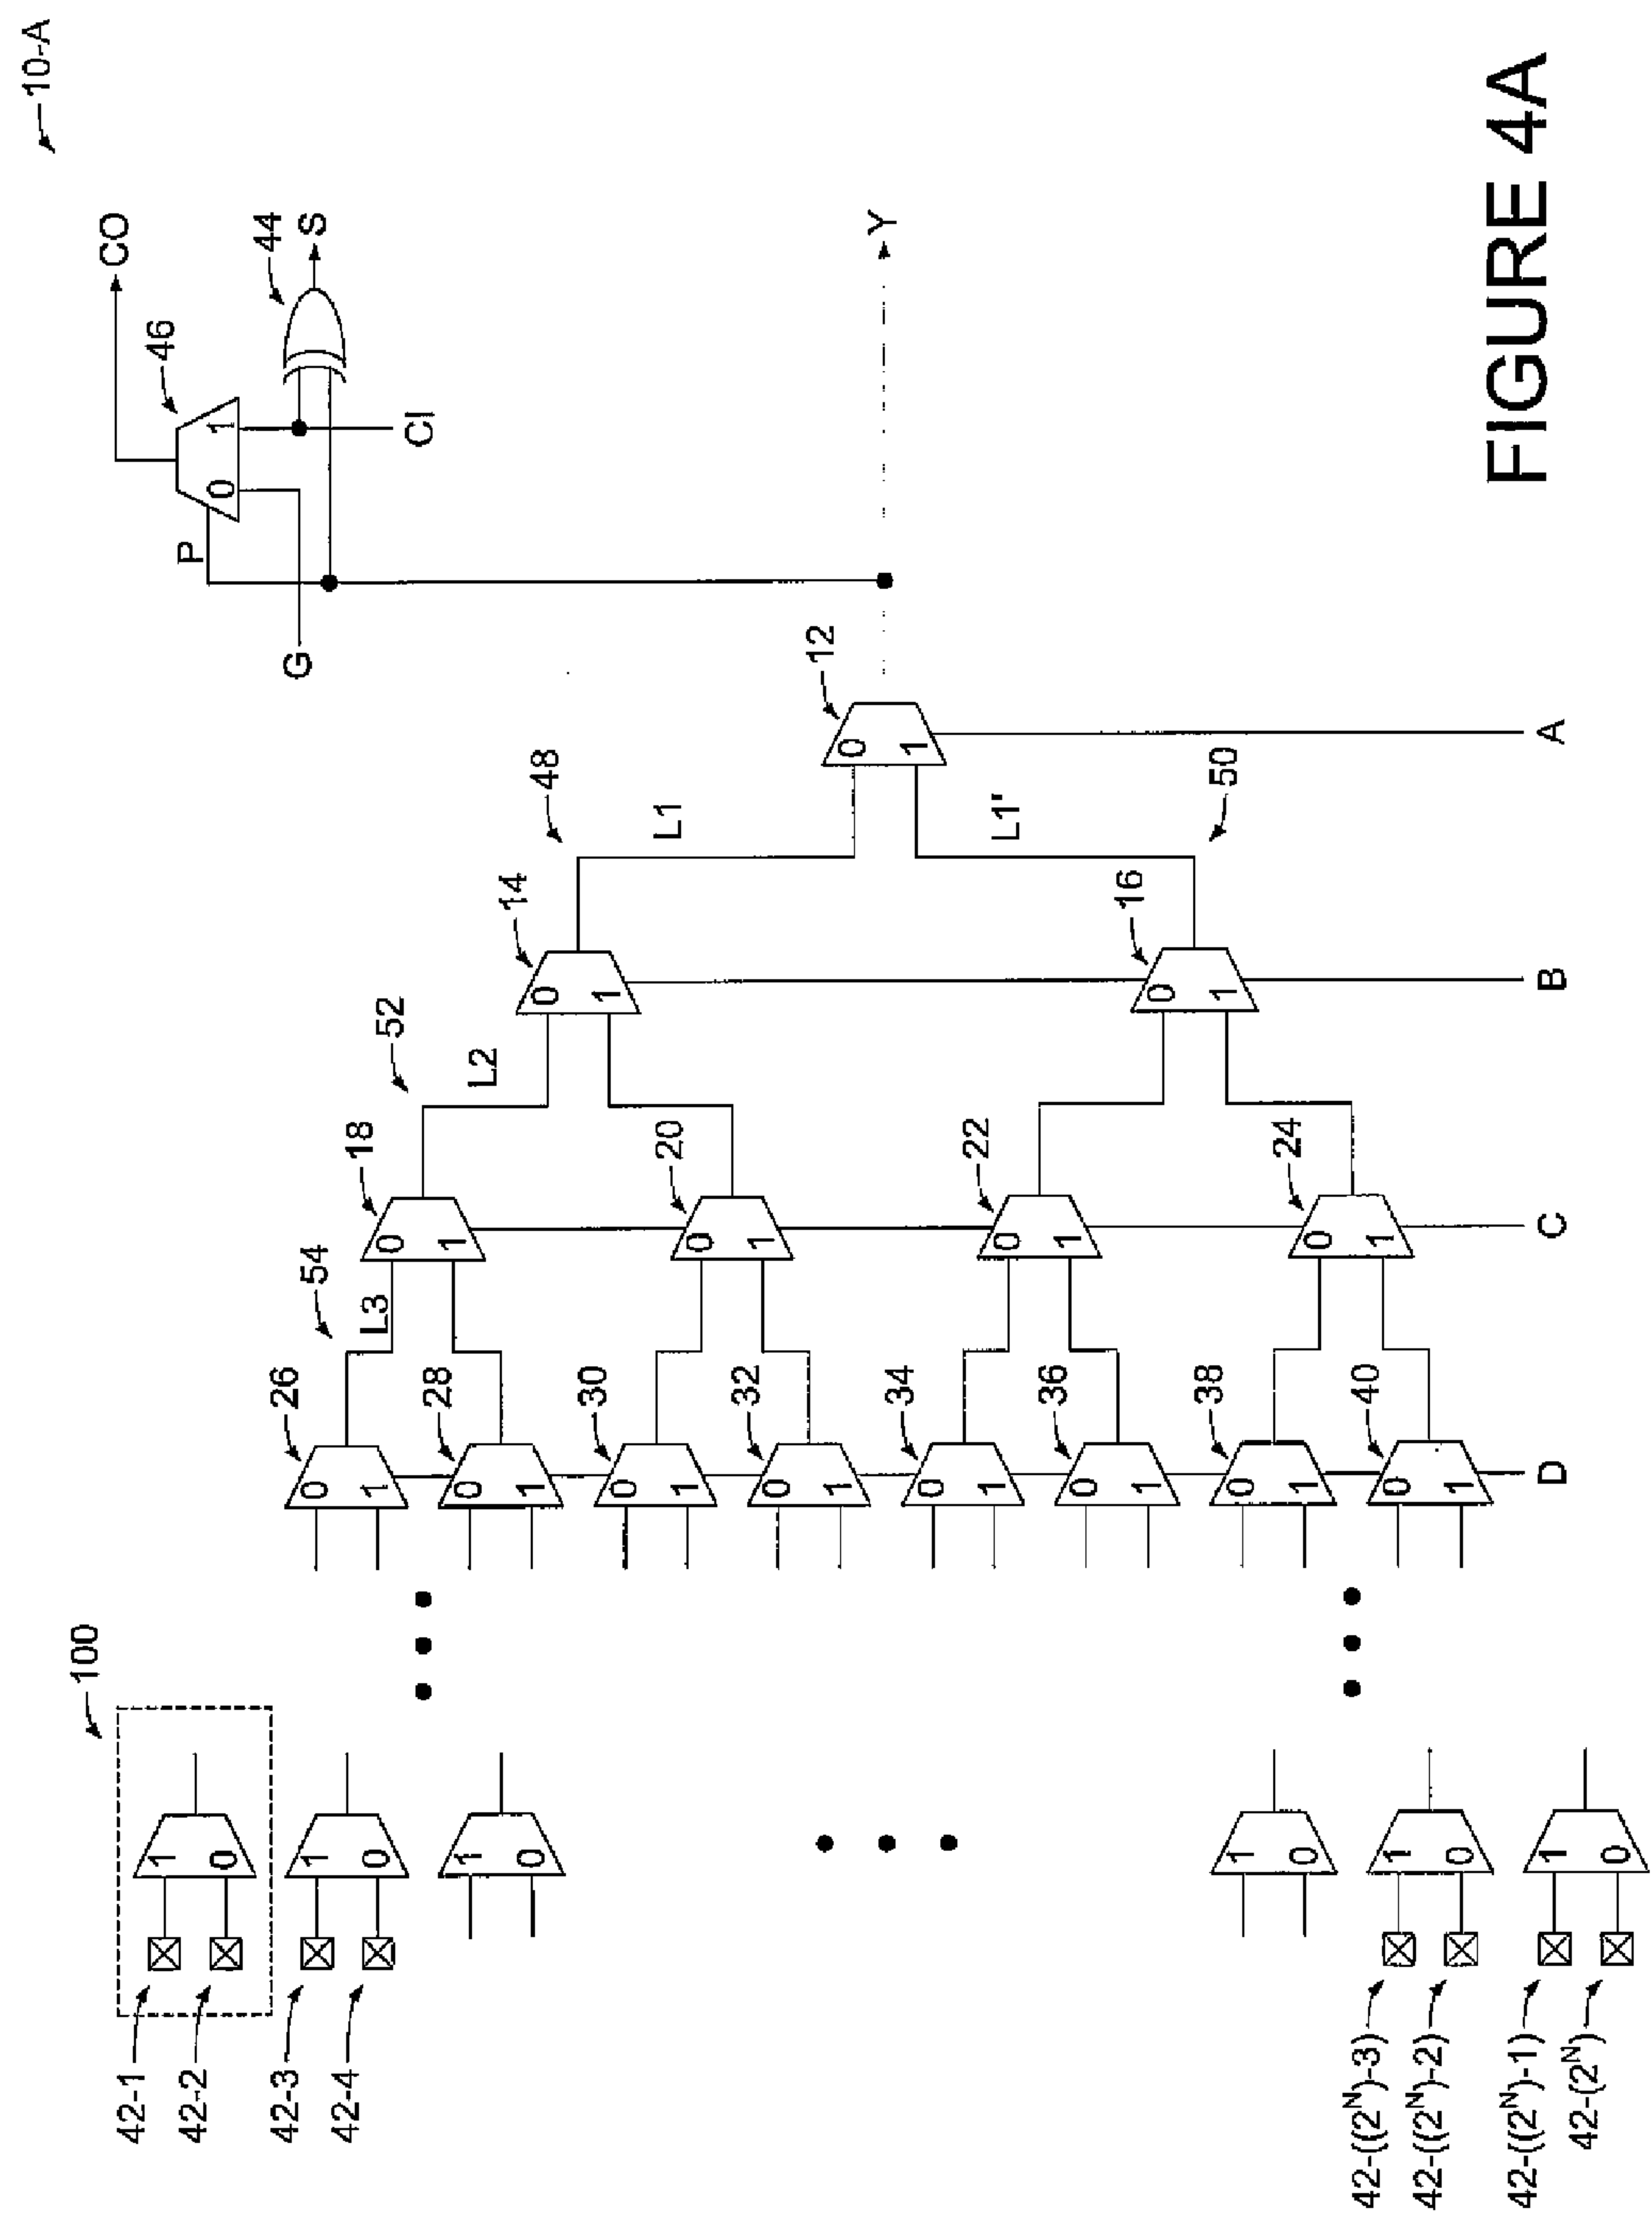 10-A
CO
46
44
S
0 1
P
CI
G
Y
12
0 1
A
48
L1
L1'
50
14
0 1
16
0 1
B
52
L2
18
0 1
20
0 1
22
0 1
24
0 1
C
54
L3
26
0 1
28
0 1
30
0 1
32
0 1
34
0 1
36
0 1
38
0 1
40
0 1
D
100
1 0
1 0
1 0
1 0
1 0
1 0
42-1
42-2
42-3
42-4
42-((2^N)-3)
42-((2^N)-2)
42-((2^N)-1)
42-(2^N)
FIGURE 4A